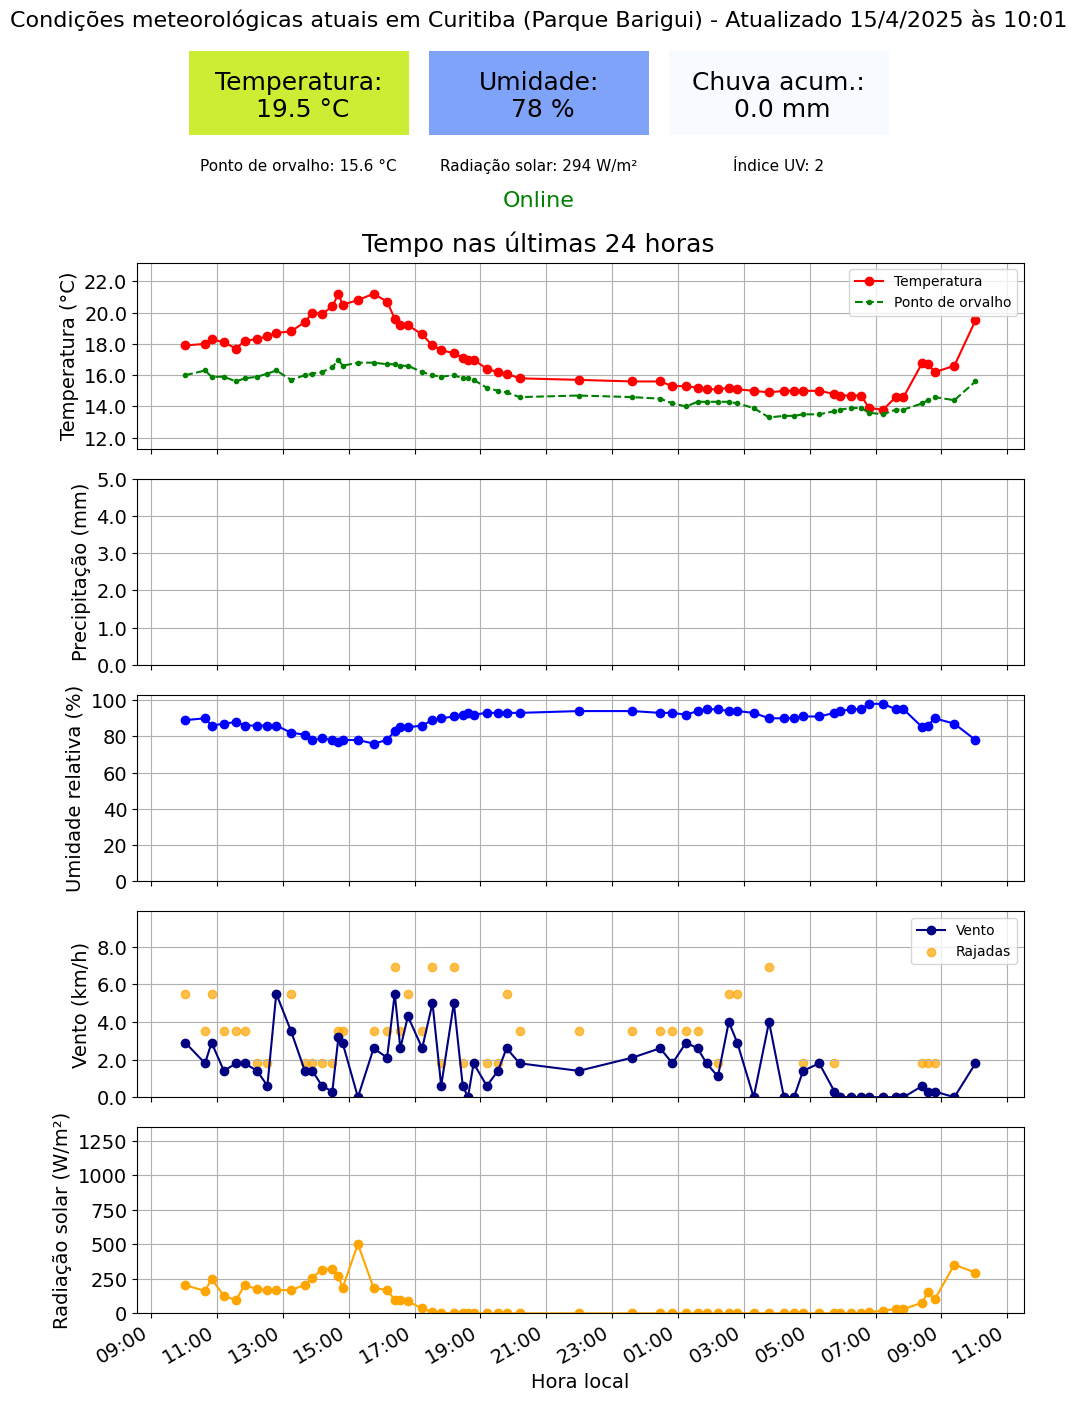 Condições meteorológicas atuais em Curitiba (Parque Barigui) - Atualizado 15/4/2025 às 10:01
Temperatura:
19.5 °C
Umidade:
78 %
Chuva acum.:
0.0 mm
Ponto de orvalho: 15.6 °C
Radiação solar: 294 W/m²
Índice UV: 2
Online
Tempo nas últimas 24 horas
Temperatura (°C)
22.0
20.0
18.0
16.0
14.0
12.0
Temperatura
Ponto de orvalho
Precipitação (mm)
5.0
4.0
3.0
2.0
1.0
0.0
Umidade relativa (%)
100
80
60
40
20
0
Vento (km/h)
8.0
6.0
4.0
2.0
0.0
Vento
Rajadas
Radiação solar (W/m²)
1250
1000
750
500
250
0
09:00
11:00
13:00
15:00
17:00
19:00
21:00
23:00
01:00
03:00
05:00
07:00
09:00
11:00
Hora local